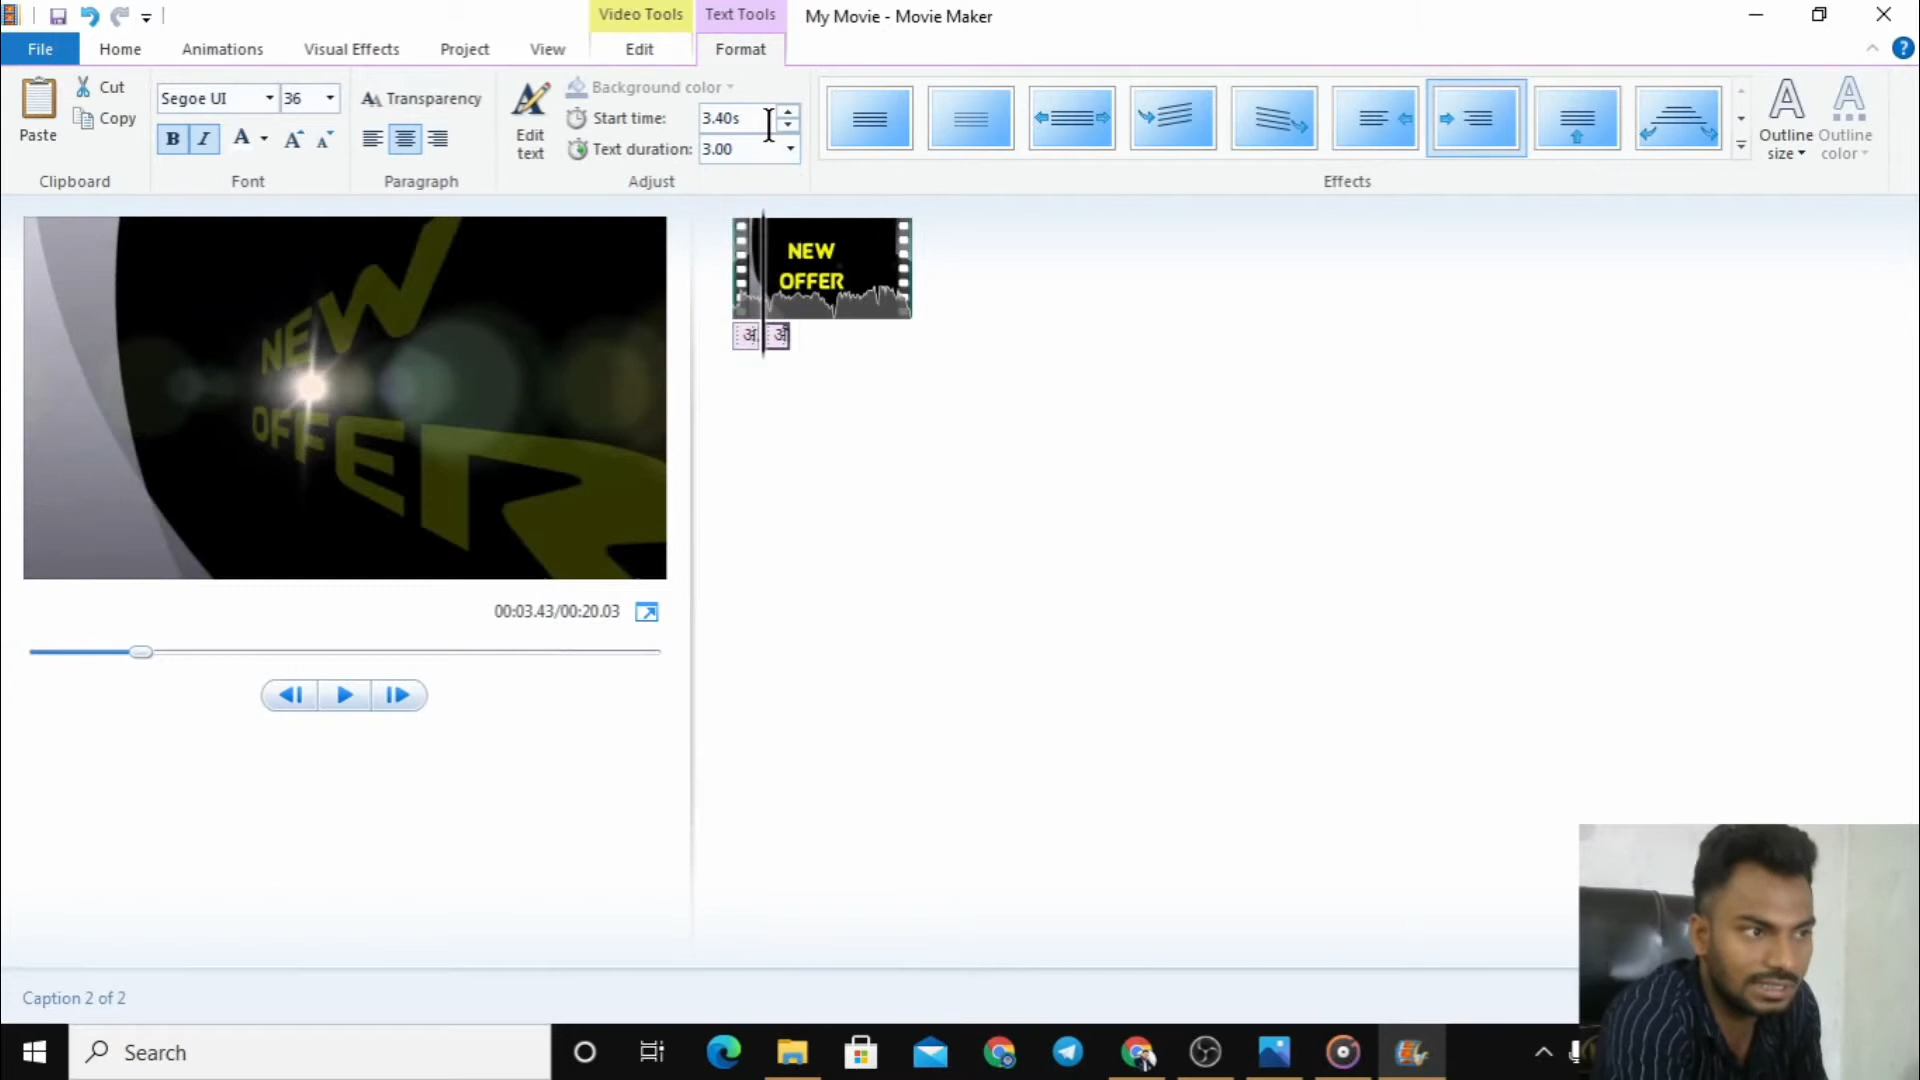 Video Tools
Text Tools
My Movie - Movie Maker
File
Home
Animations
Visual Effects
Project
View
Edit
Format
Paste
Cut
Copy
Clipboard
Segoe UI
36
B I A A A
Font
Transparency
Paragraph
Edit text
Background color
Start time:
3.40s
Text duration:
3.00
Adjust
Effects
Outline size
Outline color
NEW
OFFER
NEW
OFFER
अ
अ
00:03.43/00:20.03
Caption 2 of 2
Search